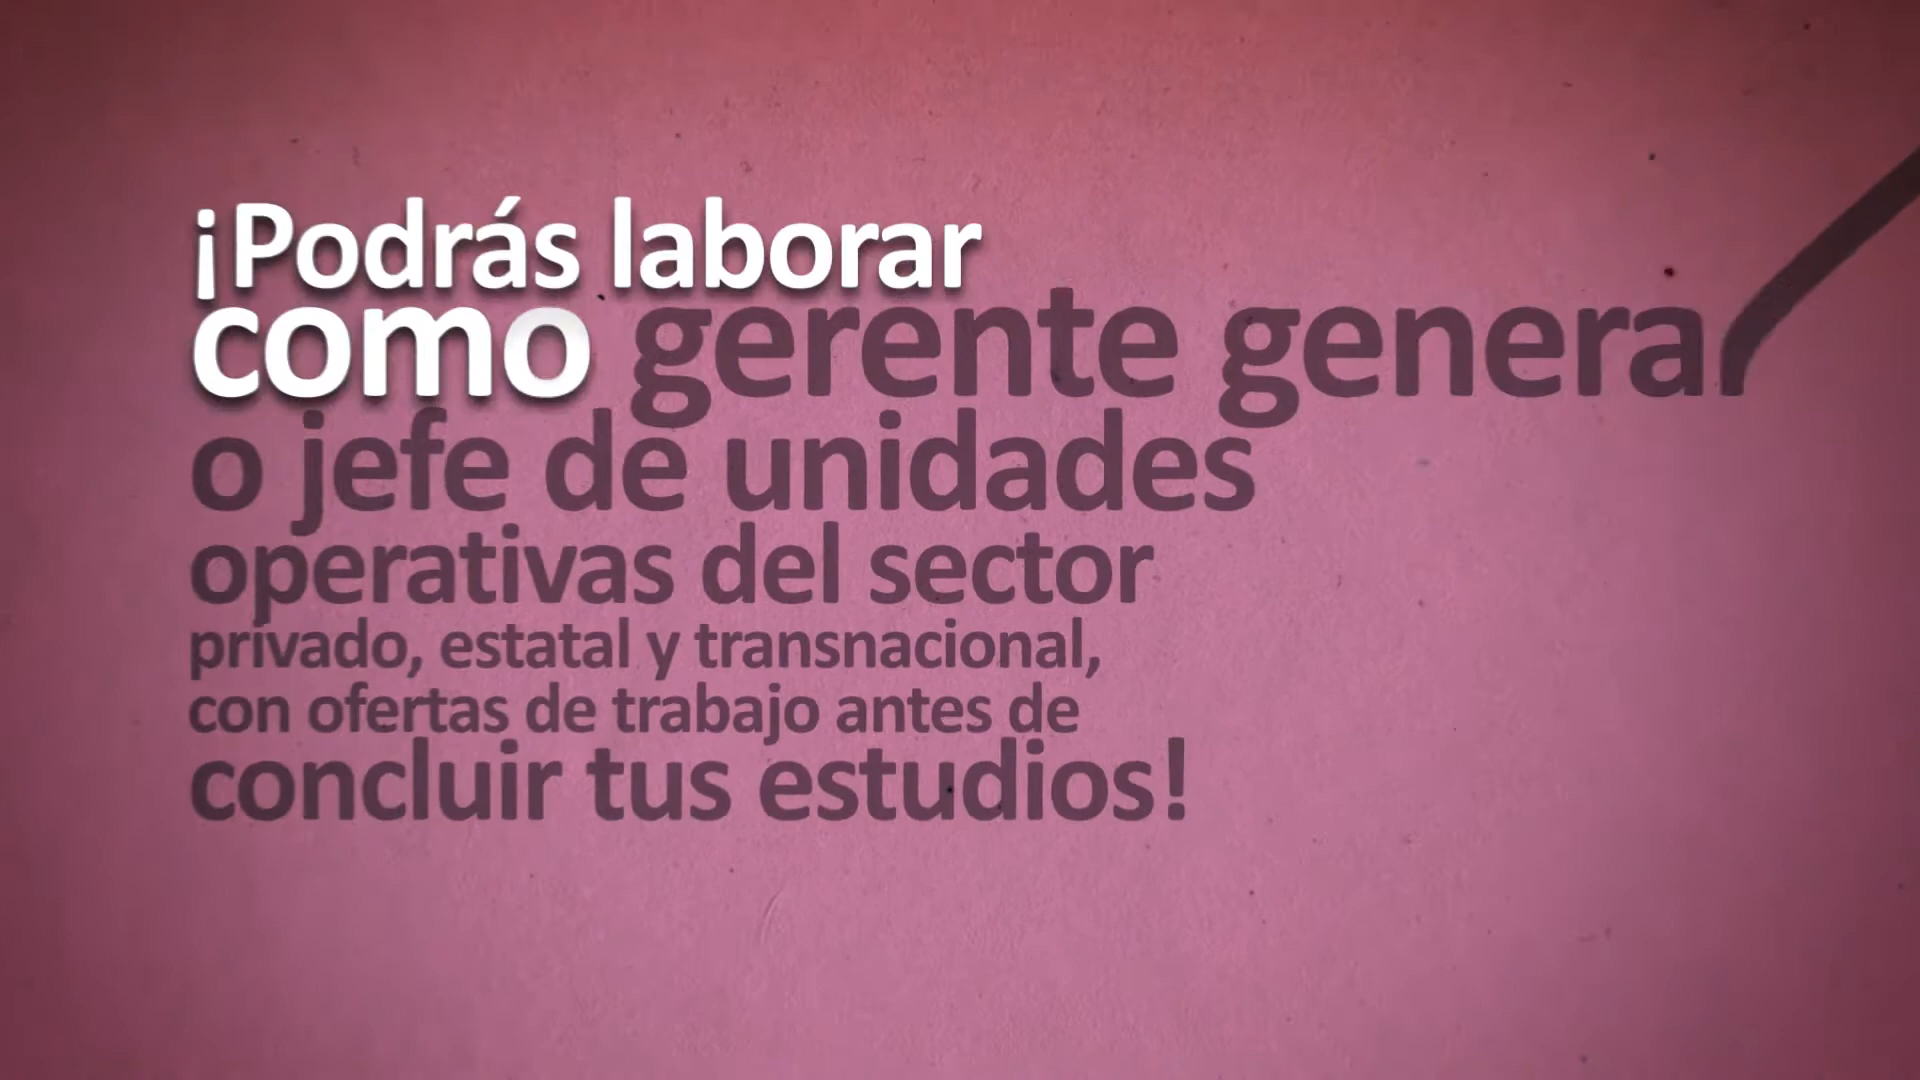 ¡Podrás laborar
como gerente general
o jefe de unidades
operativas del sector
privado, estatal y transnacional,
con ofertas de trabajo antes de
concluir tus estudios!